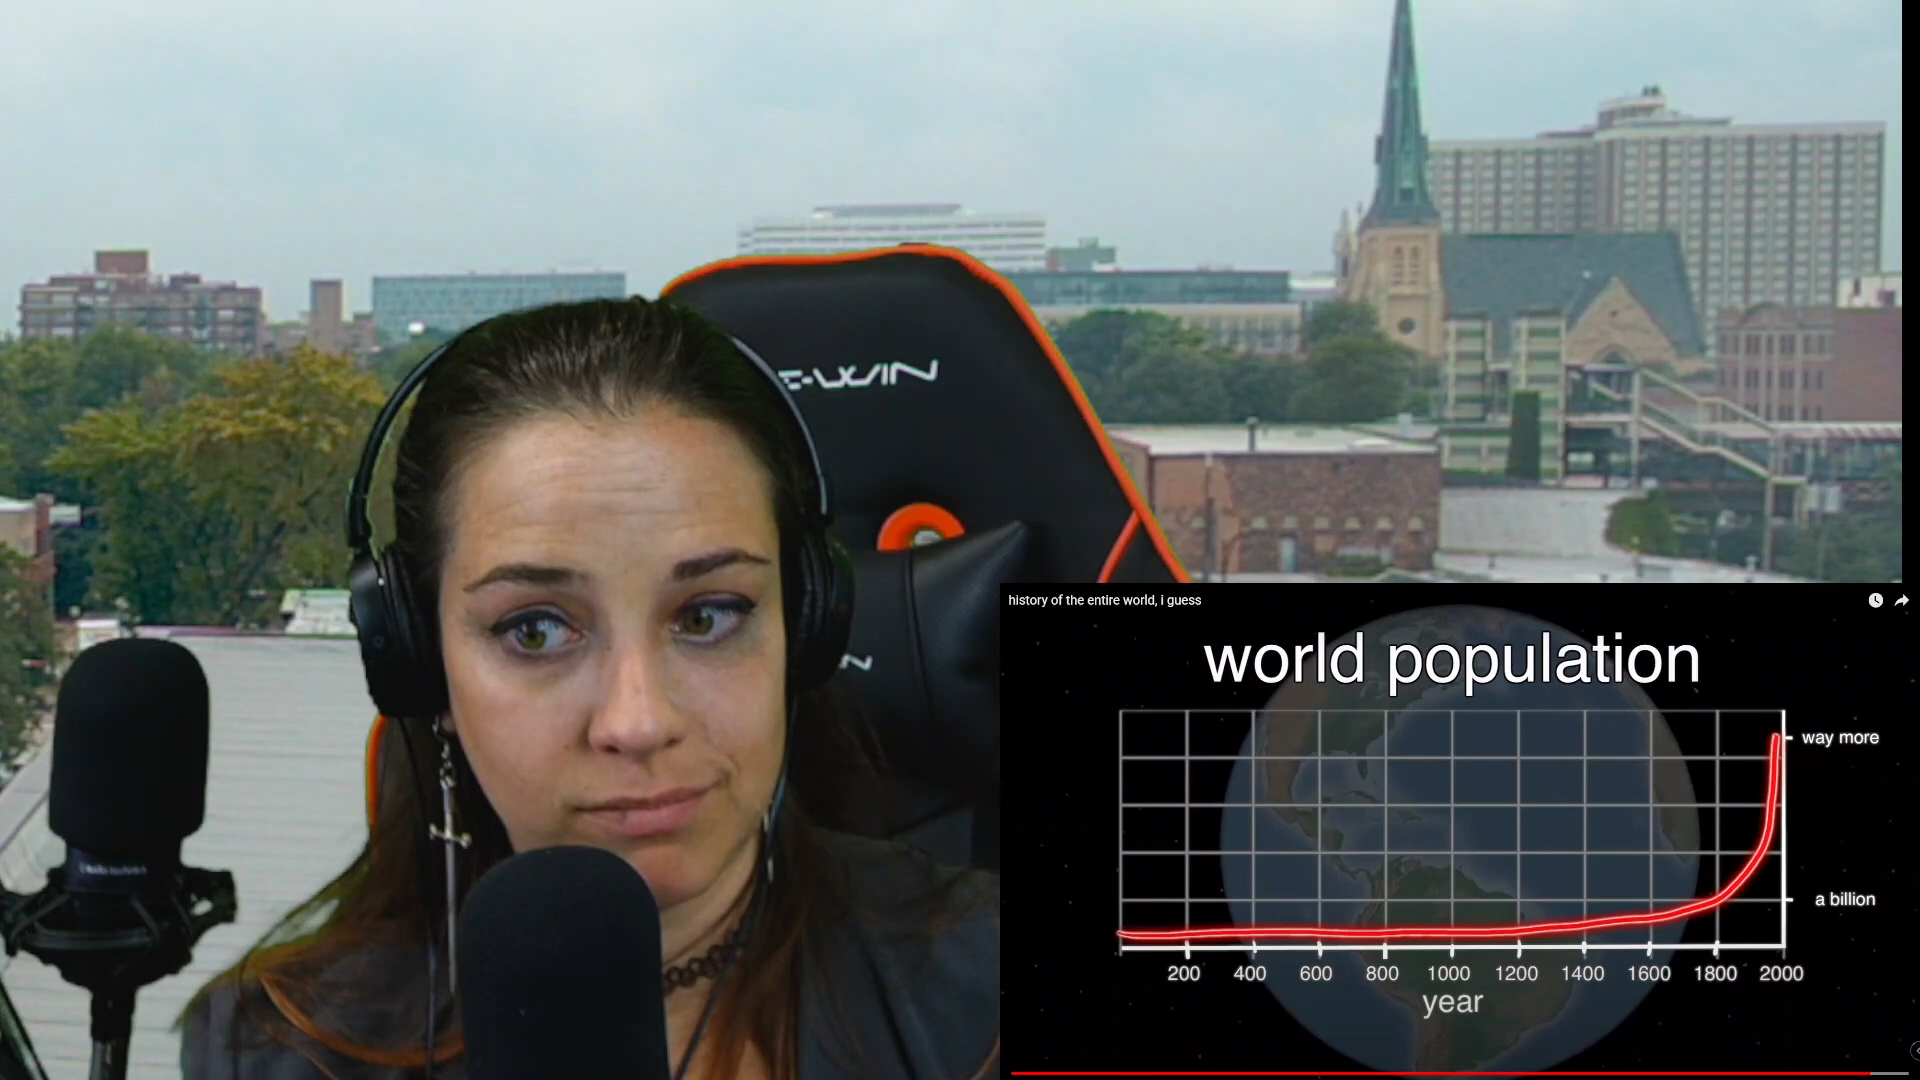 E-WIN
history of the entire world, i guess
world population
way more
a billion
200 400 600 800 1000 1200 1400 1600 1800 2000
year